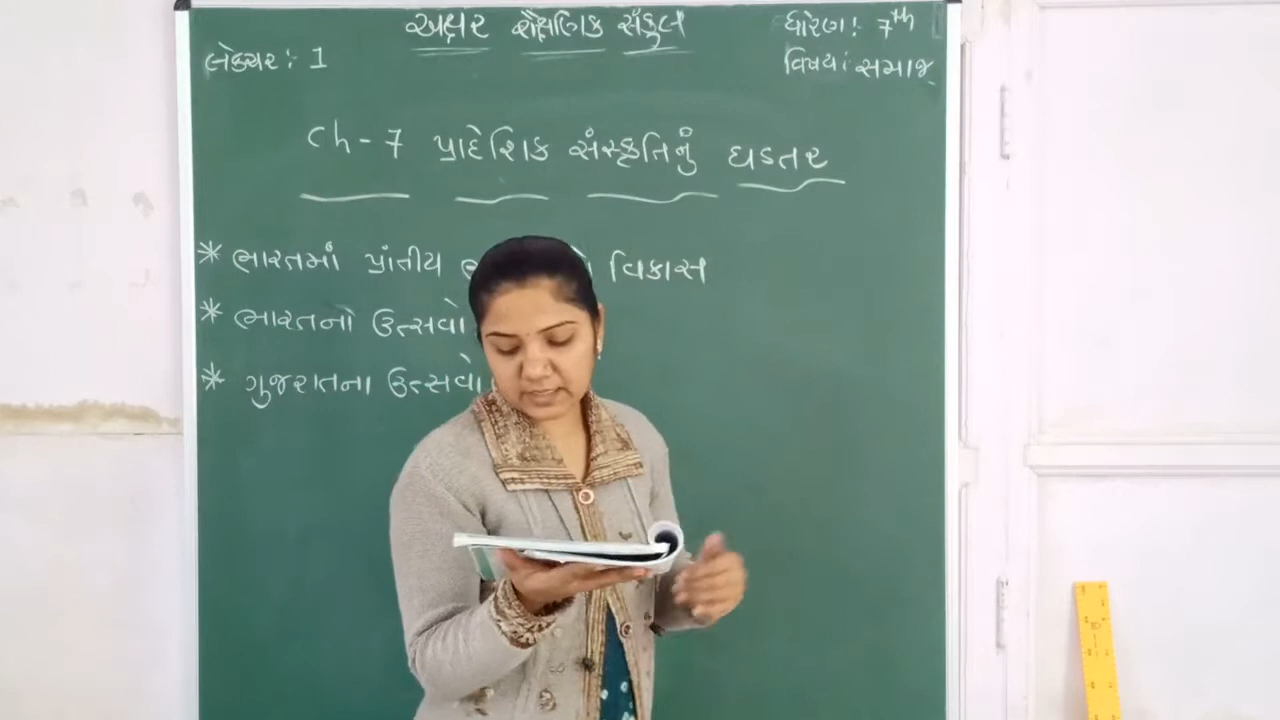 અક્ષર શૈક્ષણિક સંકુલ
ધોરણ: 7th
લેકચર: 1
વિષય: સમાજ
Ch - 7 પ્રાદેશિક સંસ્કૃતિનું ઘડતર
* ભારતમાં પ્રાંતીય વિકાસ
* ભારતનાં ઉત્સવો
* ગુજરાતના ઉત્સવો